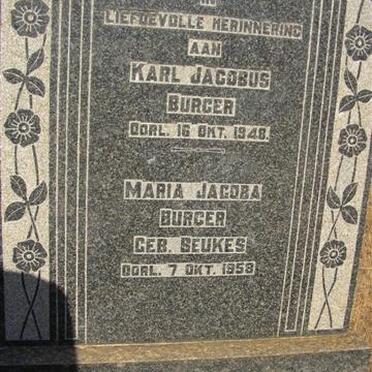 IN
LIEFDEVOLLE HERINNERING
AAN
KARL JACOBUS
BURGER
OORL. 16 OKT. 1948.
MARIA JACOBA
BURGER
GEB. BEUKES
OORL. 7 OKT. 1958